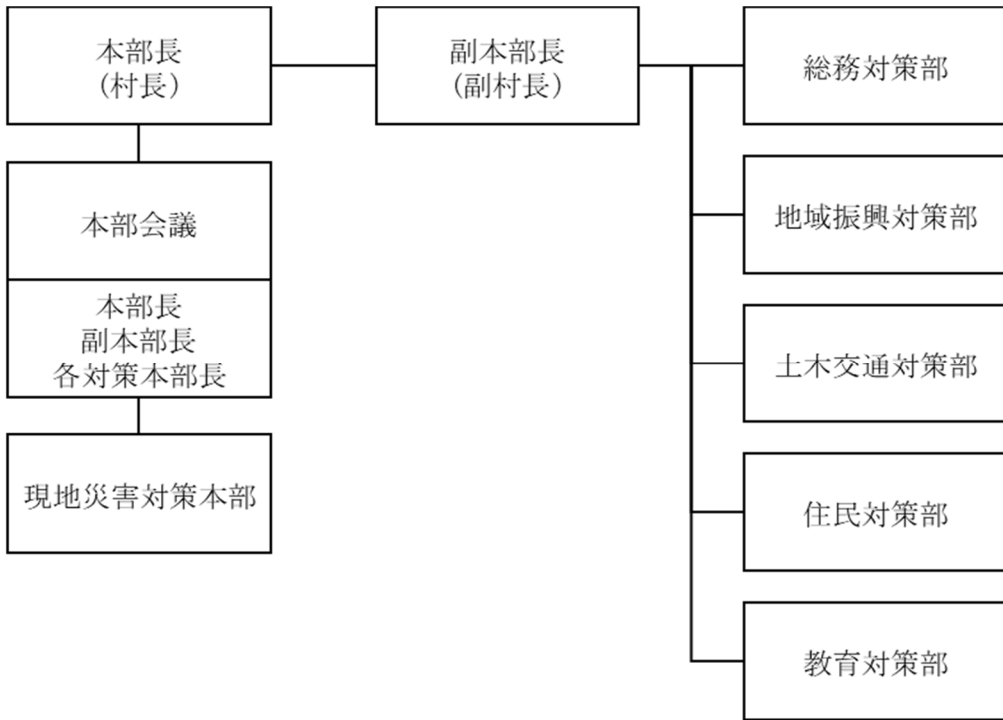 本部長
(村長)
副本部長
(副村長)
総務対策部
本部会議
地域振興対策部
本部長
副本部長
各対策本部長
土木交通対策部
現地災害対策本部
住民対策部
教育対策部